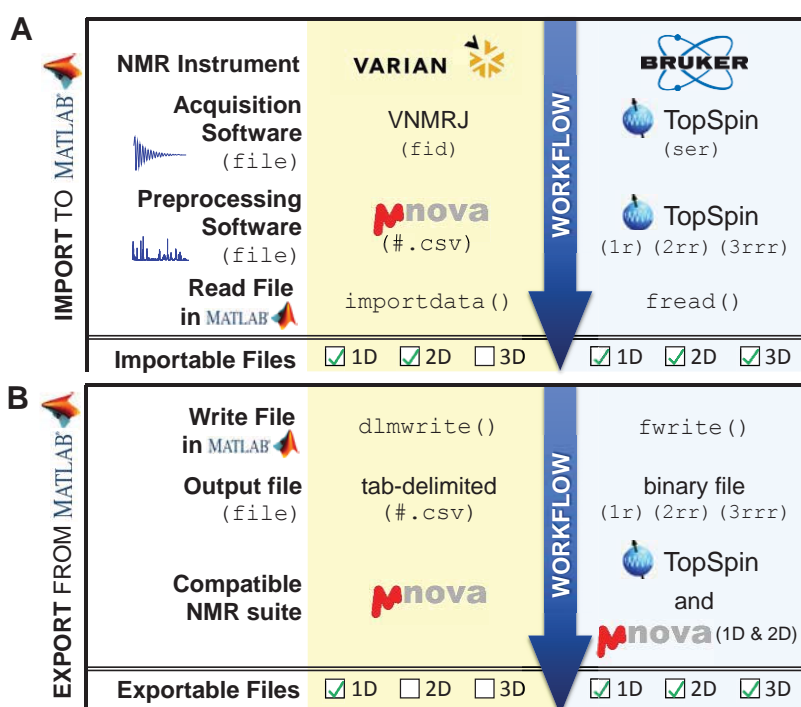 A
IMPORT TO MATLAB
NMR Instrument
VARIAN
BRUKER
Acquisition
Software
(file)
VNMRJ
(fid)
TopSpin
(ser)
Preprocessing
Software
(file)
Mnova
(#.csv)
TopSpin
(1r) (2rr) (3rrr)
Read File
in MATLAB
importdata()
fread()
WORKFLOW
Importable Files
1D 2D 3D
1D 2D 3D
B
EXPORT FROM MATLAB
Write File
in MATLAB
dlmwrite()
fwrite()
Output file
(file)
tab-delimited
(#.csv)
binary file
(1r) (2rr) (3rrr)
Compatible
NMR suite
Mnova
TopSpin
and
Mnova (1D & 2D)
WORKFLOW
Exportable Files
1D 2D 3D
1D 2D 3D